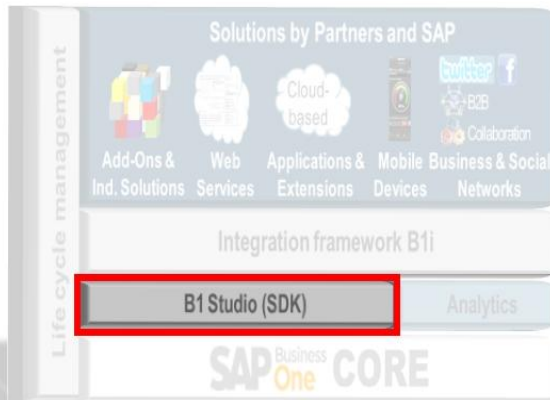 Life cycle management
Solutions by Partners and SAP
Cloud-
based
twitter f
B2B
Collaboration
Add-Ons & Web Applications & Mobile Business & Social
Ind. Solutions Services Extensions Devices Networks
Integration framework B1i
B1 Studio (SDK) Analytics
SAP Business One CORE